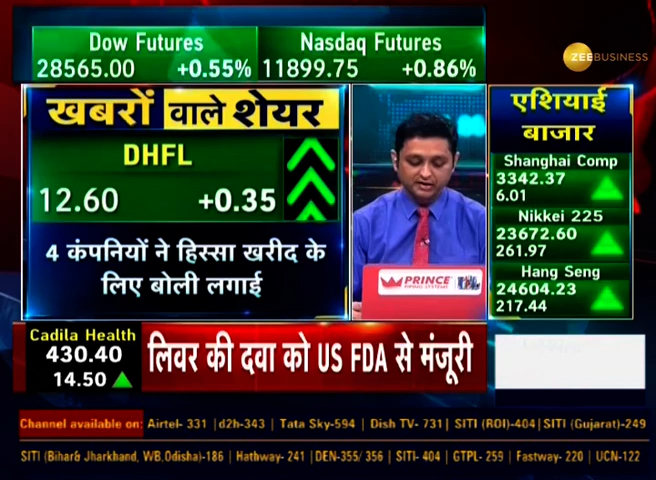 Dow Futures
28565.00 +0.55%
Nasdaq Futures
11899.75 +0.86%
ZEEBUSINESS
खबरों वाले शेयर
DHFL
12.60 +0.35
4 कंपनियों ने हिस्सा खरीद के
लिए बोली लगाई
PRINCE
PIPING SYSTEMS
एशियाई
बाजार
Shanghai Comp
3342.37
6.01
Nikkei 225
23672.60
261.97
Hang Seng
24604.23
217.44
Cadila Health
430.40
14.50
लिवर की दवा को US FDA से मंजूरी
Channel available on: Airtel- 331 | d2h-343 | Tata Sky-594 | Dish TV- 731 | SITI (ROI)-404 | SITI (Gujarat)-249
SITI (Bihar& Jharkhand, WB,Odisha)-186 | Hathway- 241 | DEN-355/ 356 | SITI- 404 | GTPL- 259 | Fastway- 220 | UCN-122